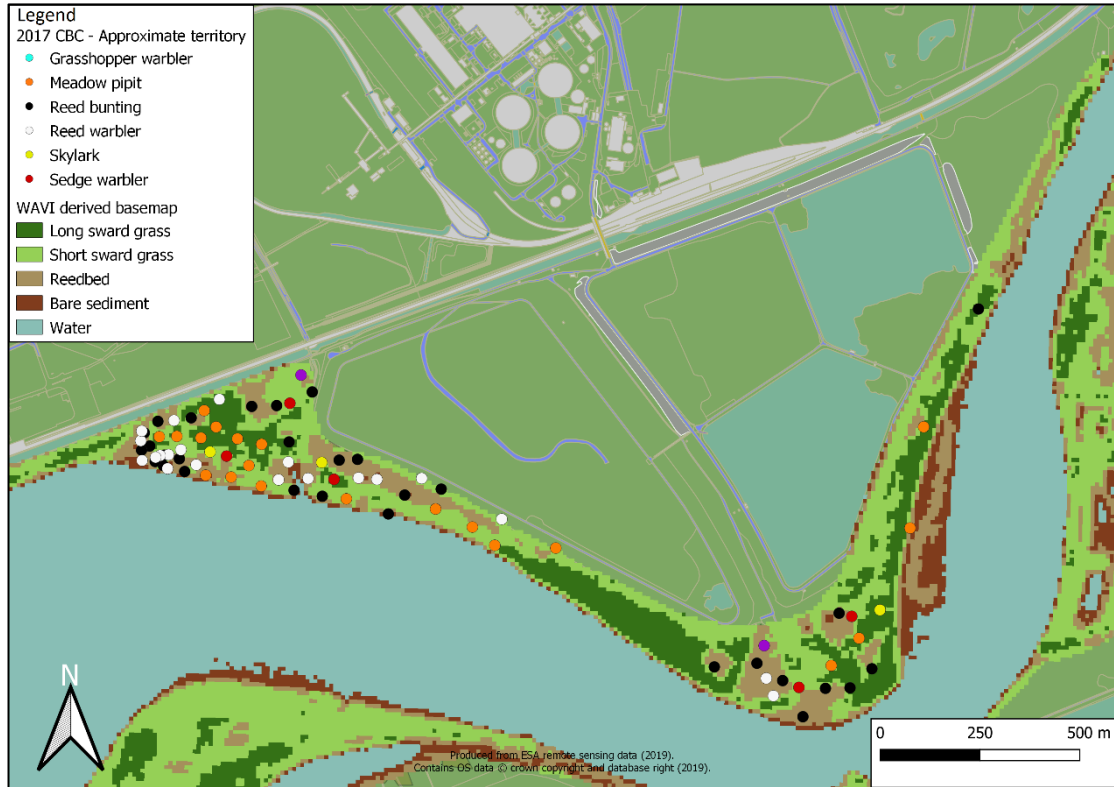 Legend
2017 CBC - Approximate territory
Grasshopper warbler
Meadow pipit
Reed bunting
Reed warbler
Skylark
Sedge warbler
WAVI derived basemap
Long sward grass
Short sward grass
Reedbed
Bare sediment
Water
N
0 250 500 m
Produced from ESA remote sensing data (2019).
Contains OS data © crown copyright and database right (2019).